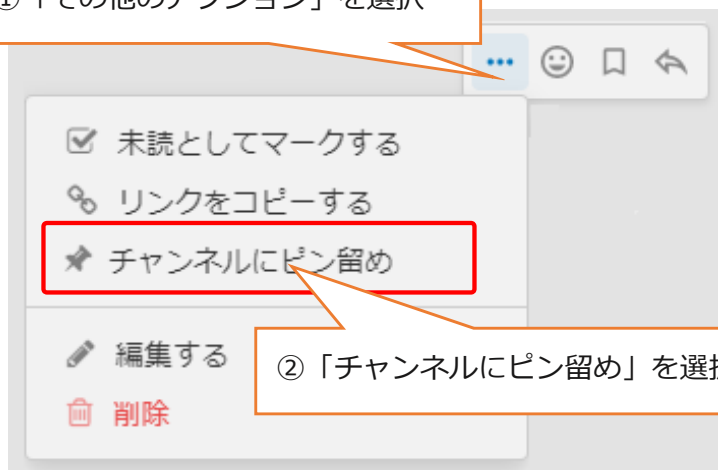 ①「その他のアクション」を選択
未読としてマークする
リンクをコピーする
チャンネルにピン留め
編集する
②「チャンネルにピン留め」を選択
削除